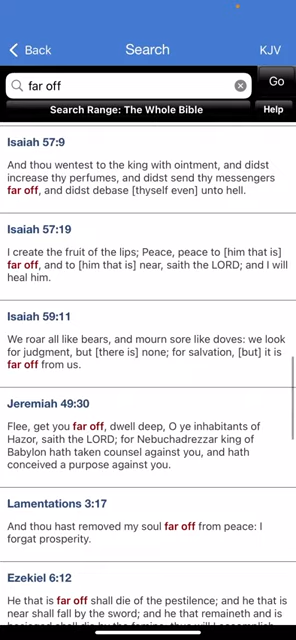 Back
Search
KJV
far off
Go
Search Range: The Whole Bible
Help
Isaiah 57:9
And thou wentest to the king with ointment, and didst
increase thy perfumes, and didst send thy messengers
far off, and didst debase [thyself even] unto hell.
Isaiah 57:19
I create the fruit of the lips; Peace, peace to [him that is]
far off, and to [him that is] near, saith the LORD; and I will
heal him.
Isaiah 59:11
We roar all like bears, and mourn sore like doves: we look
for judgment, but [there is] none; for salvation, [but] it is
far off from us.
Jeremiah 49:30
Flee, get you far off, dwell deep, O ye inhabitants of
Hazor, saith the LORD; for Nebuchadrezzar king of
Babylon hath taken counsel against you, and hath
conceived a purpose against you.
Lamentations 3:17
And thou hast removed my soul far off from peace: I
forgat prosperity.
Ezekiel 6:12
He that is far off shall die of the pestilence; and he that is
near shall fall by the sword; and he that remaineth and is
besieged shall die by the famine: thus will I accomplish